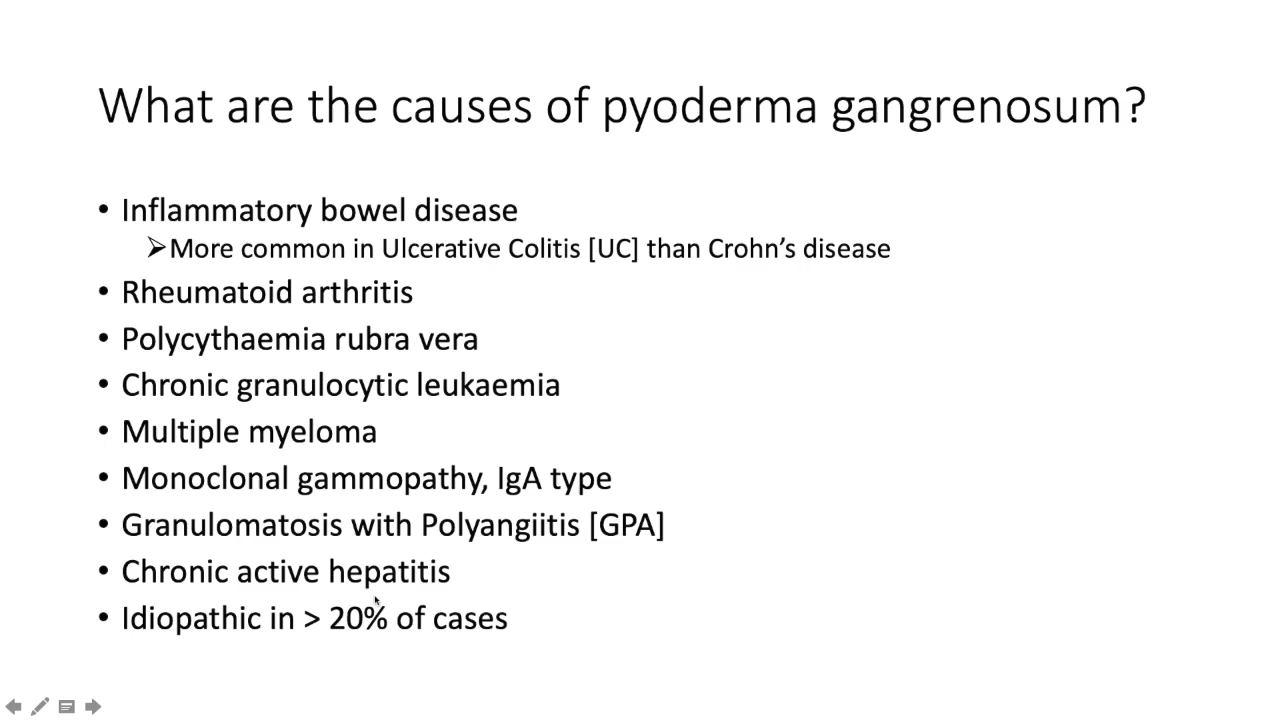 What are the causes of pyoderma gangrenosum?
• Inflammatory bowel disease
➢More common in Ulcerative Colitis [UC] than Crohn’s disease
• Rheumatoid arthritis
• Polycythaemia rubra vera
• Chronic granulocytic leukaemia
• Multiple myeloma
• Monoclonal gammopathy, IgA type
• Granulomatosis with Polyangiitis [GPA]
• Chronic active hepatitis
• Idiopathic in > 20% of cases